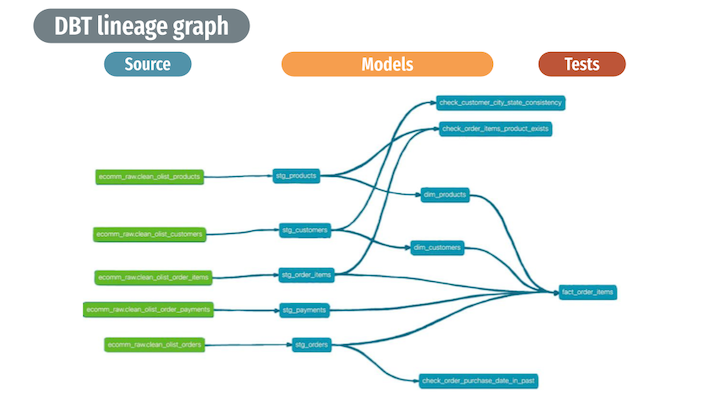 DBT lineage graph
Source
Models
Tests
check_customer_city_state_consistency
check_order_items_product_exists
ecomm_raw.clean_olist_products
stg_products
dim_products
ecomm_raw.clean_olist_customers
stg_customers
dim_customers
ecomm_raw.clean_olist_order_items
stg_order_items
fact_order_items
ecomm_raw.clean_olist_order_payments
stg_payments
ecomm_raw.clean_olist_orders
stg_orders
check_order_purchase_date_in_past